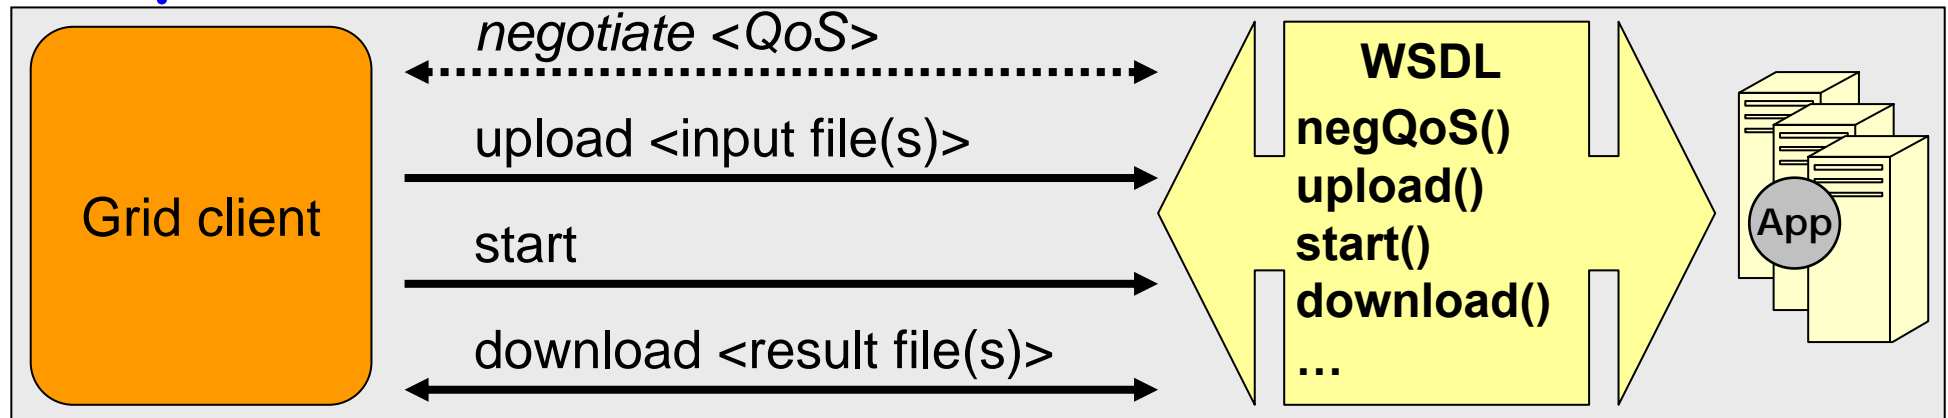 negotiate <QoS>
upload <input file(s)>
start
download <result file(s)>
Grid client
WSDL
negQoS()
upload()
start()
download()
…
App